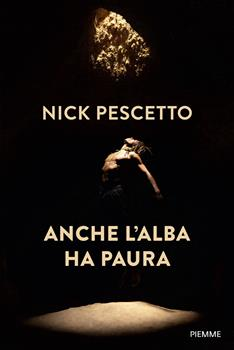 NICK PESCETTO
ANCHE L'ALBA
HA PAURA
PIEMME